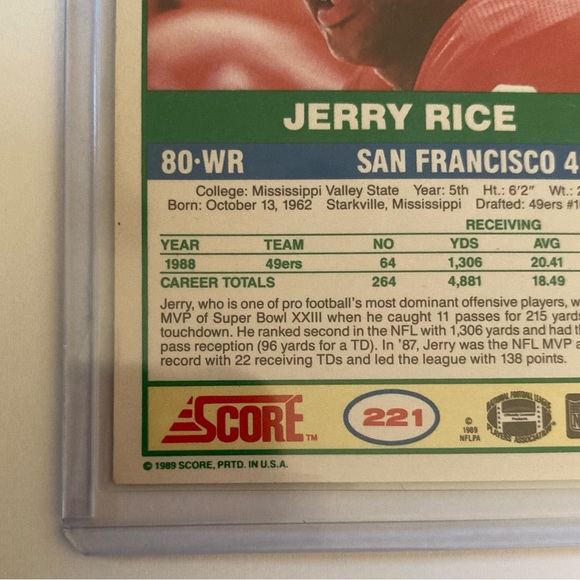 JERRY RICE
80·WR SAN FRANCISCO 4
College: Mississippi Valley State Year: 5th Ht.: 6'2" Wt.: 2
Born: October 13, 1962 Starkville, Mississippi Drafted: 49ers #1
RECEIVING
YEAR TEAM NO YDS AVG
1988 49ers 64 1,306 20.41
CAREER TOTALS 264 4,881 18.49
Jerry, who is one of pro football's most dominant offensive players, w
MVP of Super Bowl XXIII when he caught 11 passes for 215 yards
touchdown. He ranked second in the NFL with 1,306 yards and had t
pass reception (96 yards for a TD). In '87, Jerry was the NFL MVP a
record with 22 receiving TDs and led the league with 138 points.
SCORE™ 221 © 1989 NFLPA
© 1989 SCORE, PRTD. IN U.S.A.